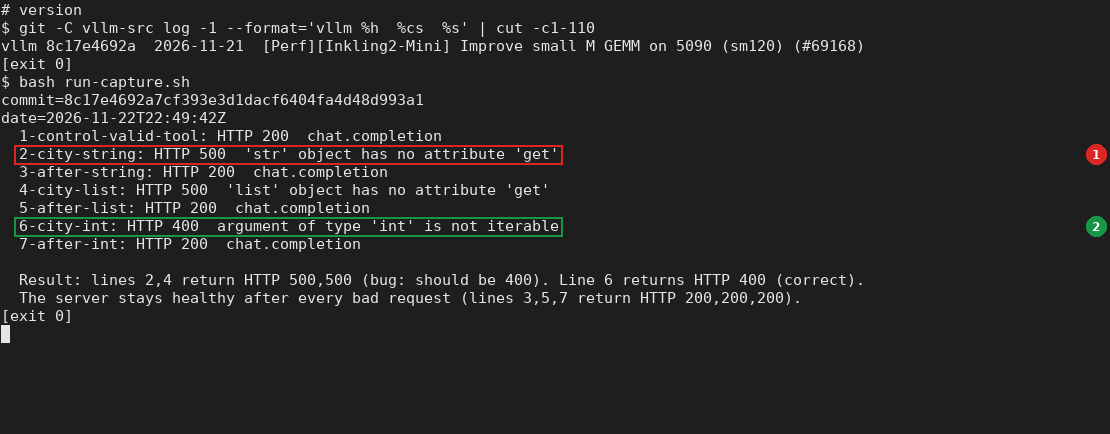 # version
$ git -C vllm-src log -1 --format='vllm %h  %cs  %s' | cut -c1-110
vllm 8c17e4692a  2026-11-21  [Perf][Inkling2-Mini] Improve small M GEMM on 5090 (sm120) (#69168)
[exit 0]
$ bash run-capture.sh
commit=8c17e4692a7cf393e3d1dacf6404fa4d48d993a1
date=2026-11-22T22:49:42Z
  1-control-valid-tool: HTTP 200  chat.completion
  2-city-string: HTTP 500  'str' object has no attribute 'get' 1
  3-after-string: HTTP 200  chat.completion
  4-city-list: HTTP 500  'list' object has no attribute 'get'
  5-after-list: HTTP 200  chat.completion
  6-city-int: HTTP 400  argument of type 'int' is not iterable 2
  7-after-int: HTTP 200  chat.completion

  Result: lines 2,4 return HTTP 500,500 (bug: should be 400). Line 6 returns HTTP 400 (correct).
  The server stays healthy after every bad request (lines 3,5,7 return HTTP 200,200,200).
[exit 0]